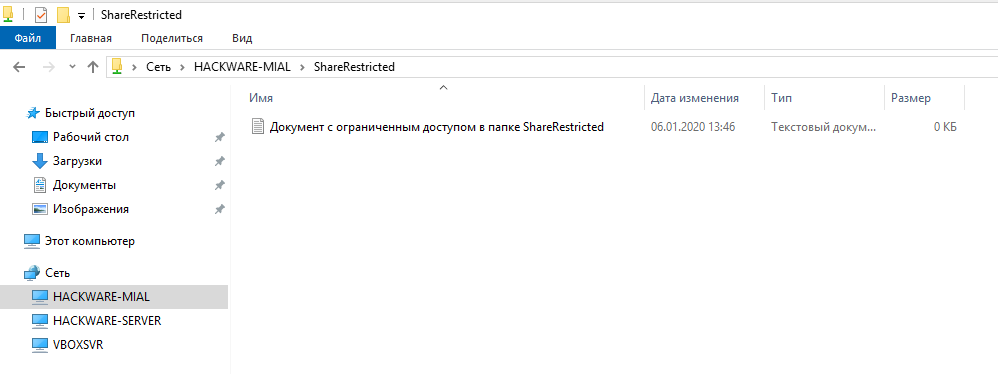 ShareRestricted
Файл Главная Поделиться Вид
Сеть HACKWARE-MIAL ShareRestricted
Имя Дата изменения Тип Размер
Быстрый доступ
Рабочий стол
Загрузки
Документы
Изображения
Этот компьютер
Сеть
HACKWARE-MIAL
HACKWARE-SERVER
VBOXSVR
Документ с ограниченным доступом в папке ShareRestricted 06.01.2020 13:46 Текстовый докум... 0 КБ